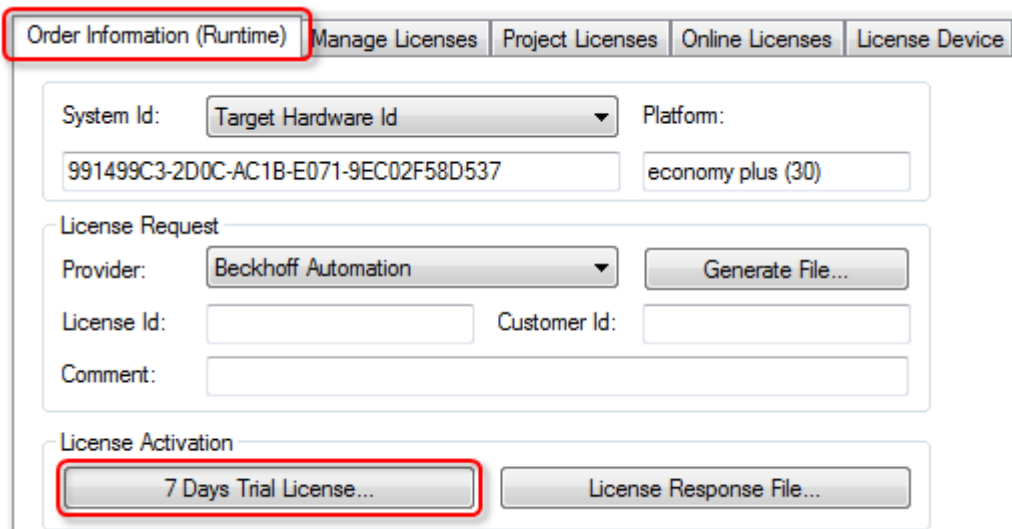 Order Information (Runtime) Manage Licenses Project Licenses Online Licenses License Device
System Id: Target Hardware Id Platform:
991499C3-2D0C-AC1B-E071-9EC02F58D537 economy plus (30)
License Request
Provider: Beckhoff Automation Generate File...
License Id: Customer Id:
Comment:
License Activation
7 Days Trial License... License Response File...